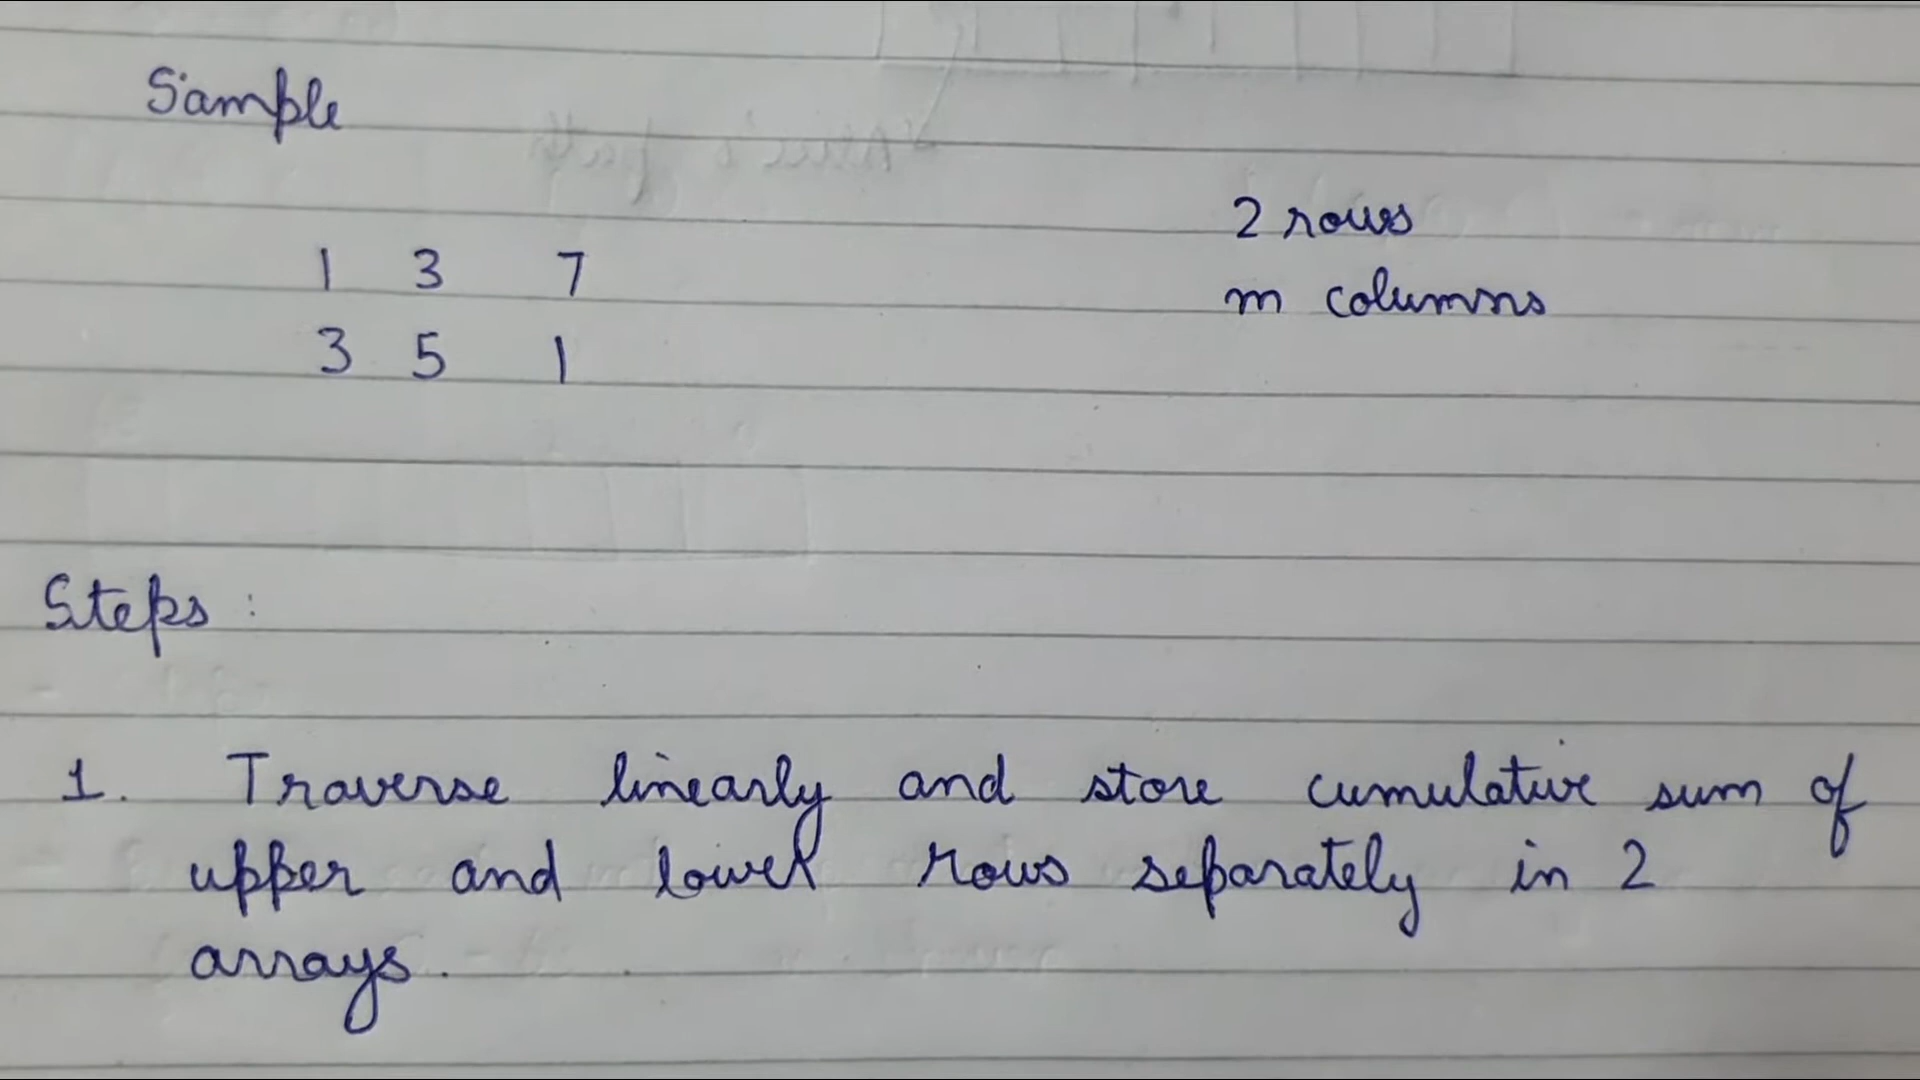 Sample
2 rows
1 3 7
m columns
3 5 1
Steps :
1. Traverse linearly and store cumulative sum of
upper and lower rows separately in 2
arrays.